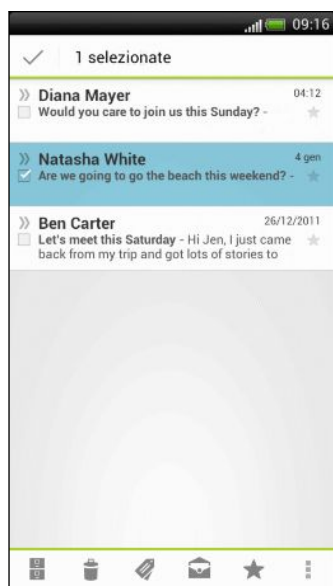 09:16
1 selezionate
Diana Mayer 04:12
Would you care to join us this Sunday? -
Natasha White 4 gen
Are we going to go the beach this weekend? -
Ben Carter 26/12/2011
Let's meet this Saturday - Hi Jen, I just came
back from my trip and got lots of stories to